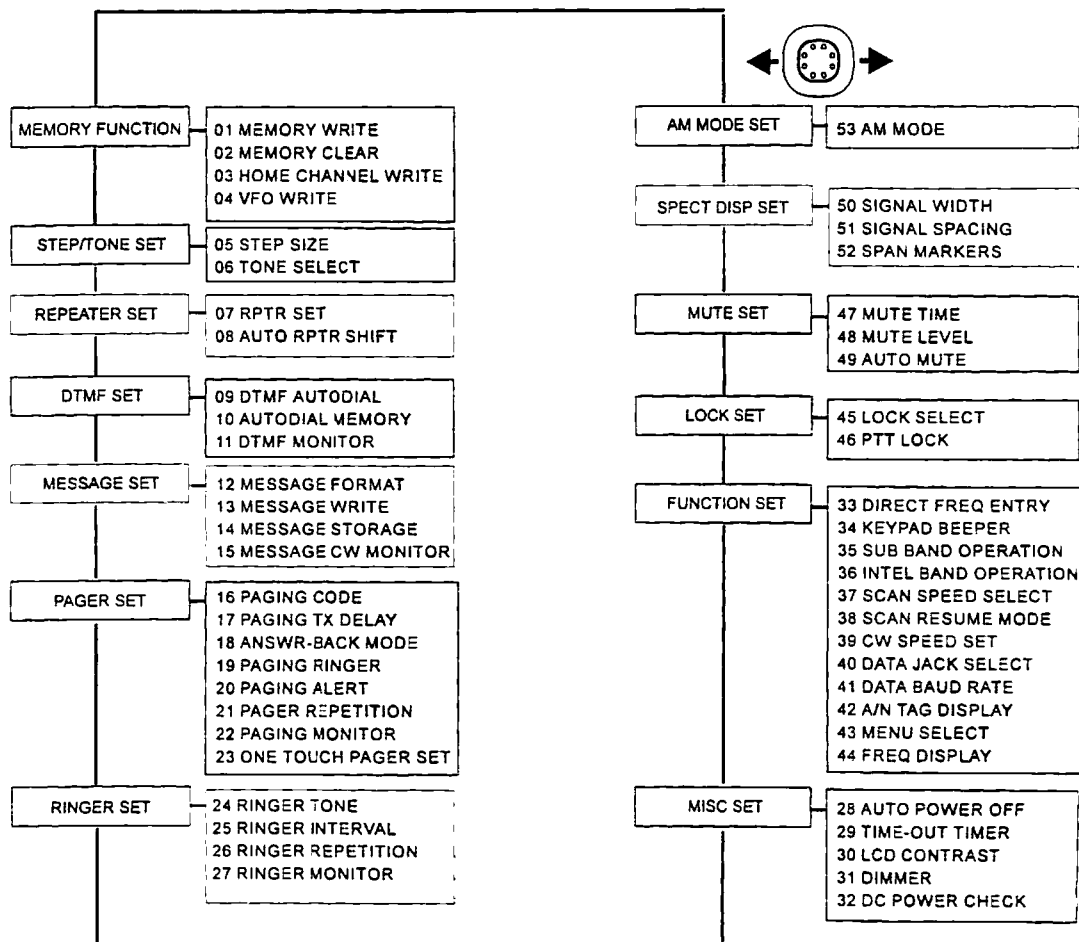 MEMORY FUNCTION
01 MEMORY WRITE
02 MEMORY CLEAR
03 HOME CHANNEL WRITE
04 VFO WRITE
STEP/TONE SET
05 STEP SIZE
06 TONE SELECT
REPEATER SET
07 RPTR SET
08 AUTO RPTR SHIFT
DTMF SET
09 DTMF AUTODIAL
10 AUTODIAL MEMORY
11 DTMF MONITOR
MESSAGE SET
12 MESSAGE FORMAT
13 MESSAGE WRITE
14 MESSAGE STORAGE
15 MESSAGE CW MONITOR
PAGER SET
16 PAGING CODE
17 PAGING TX DELAY
18 ANSWR-BACK MODE
19 PAGING RINGER
20 PAGING ALERT
21 PAGER REPETITION
22 PAGING MONITOR
23 ONE TOUCH PAGER SET
RINGER SET
24 RINGER TONE
25 RINGER INTERVAL
26 RINGER REPETITION
27 RINGER MONITOR
AM MODE SET
53 AM MODE
SPECT DISP SET
50 SIGNAL WIDTH
51 SIGNAL SPACING
52 SPAN MARKERS
MUTE SET
47 MUTE TIME
48 MUTE LEVEL
49 AUTO MUTE
LOCK SET
45 LOCK SELECT
46 PTT LOCK
FUNCTION SET
33 DIRECT FREQ ENTRY
34 KEYPAD BEEPER
35 SUB BAND OPERATION
36 INTEL BAND OPERATION
37 SCAN SPEED SELECT
38 SCAN RESUME MODE
39 CW SPEED SET
40 DATA JACK SELECT
41 DATA BAUD RATE
42 A/N TAG DISPLAY
43 MENU SELECT
44 FREQ DISPLAY
MISC SET
28 AUTO POWER OFF
29 TIME-OUT TIMER
30 LCD CONTRAST
31 DIMMER
32 DC POWER CHECK